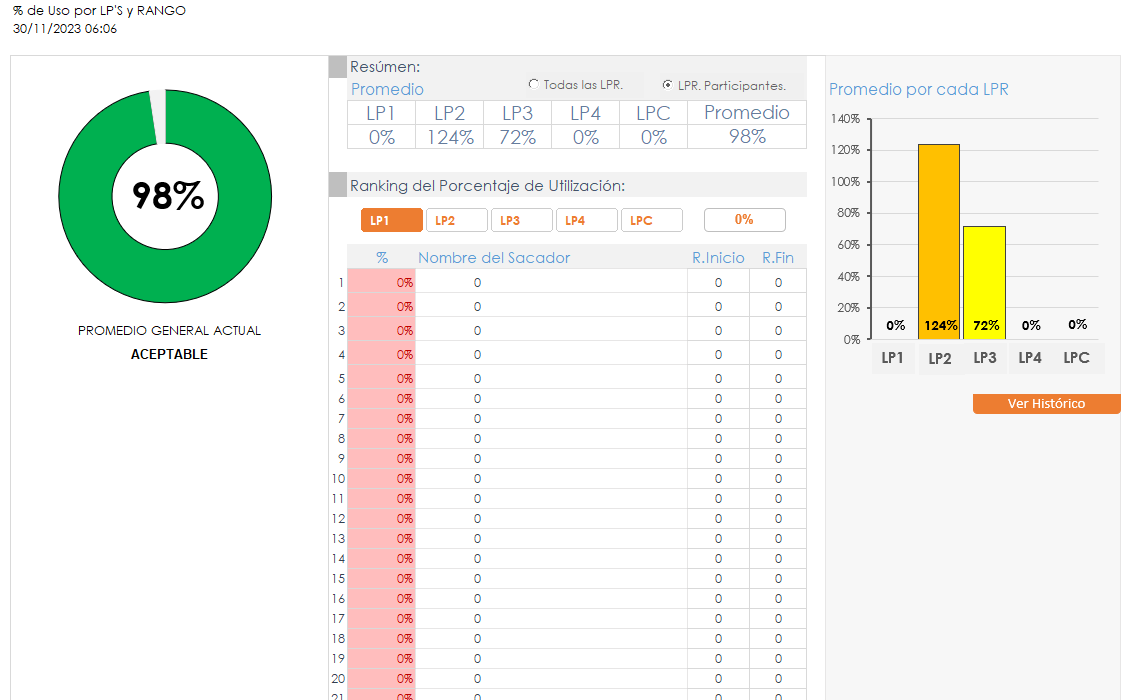 % de Uso por LP'S y RANGO
30/11/2023 06:06
98%
PROMEDIO GENERAL ACTUAL
ACEPTABLE
Resúmen:
Promedio
Todas las LPR.
LPR. Participantes.
LP1 LP2 LP3 LP4 LPC Promedio
0% 124% 72% 0% 0% 98%
Ranking del Porcentaje de Utilización:
LP1 LP2 LP3 LP4 LPC 0%
% Nombre del Sacador R.Inicio R.Fin
1 0% 0 0 0
2 0% 0 0 0
3 0% 0 0 0
4 0% 0 0 0
5 0% 0 0 0
6 0% 0 0 0
7 0% 0 0 0
8 0% 0 0 0
9 0% 0 0 0
10 0% 0 0 0
11 0% 0 0 0
12 0% 0 0 0
13 0% 0 0 0
14 0% 0 0 0
15 0% 0 0 0
16 0% 0 0 0
17 0% 0 0 0
18 0% 0 0 0
19 0% 0 0 0
20 0% 0 0 0
21 0% 0 0 0
Promedio por cada LPR
140%
120%
100%
80%
60%
40%
20%
0%
0% 124% 72% 0% 0%
LP1 LP2 LP3 LP4 LPC
Ver Histórico